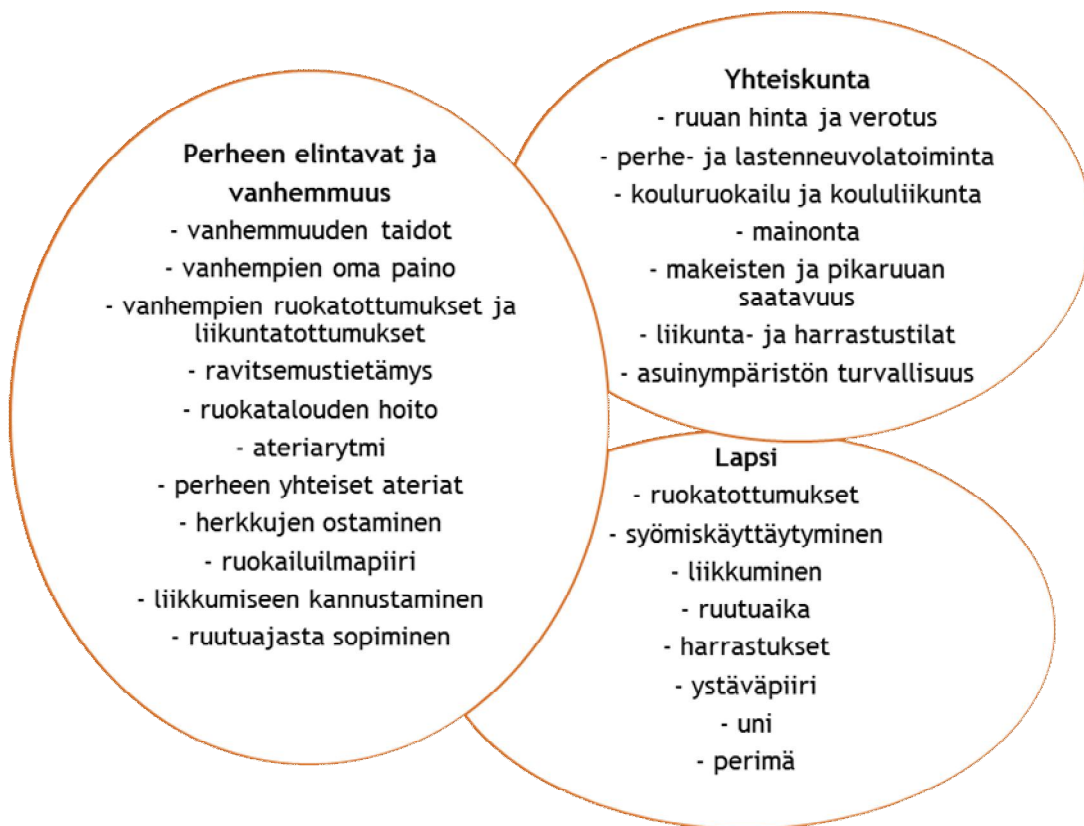 Perheen elintavat ja
vanhemmuus
- vanhemmuuden taidot
- vanhempien oma paino
- vanhempien ruokatottumukset ja
liikuntatottumukset
- ravitsemustietämys
- ruokatalouden hoito
- ateriarytmi
- perheen yhteiset ateriat
- herkkujen ostaminen
- ruokailuilmapiiri
- liikkumiseen kannustaminen
- ruutuajasta sopiminen
Yhteiskunta
- ruuan hinta ja verotus
- perhe- ja lastenneuvolatoiminta
- kouluruokailu ja koululiikunta
- mainonta
- makeisten ja pikaruuan
saatavuus
- liikunta- ja harrastustilat
- asuinympäristön turvallisuus
Lapsi
- ruokatottumukset
- syömiskäyttäytyminen
- liikkuminen
- ruutuaika
- harrastukset
- ystäväpiiri
- uni
- perimä